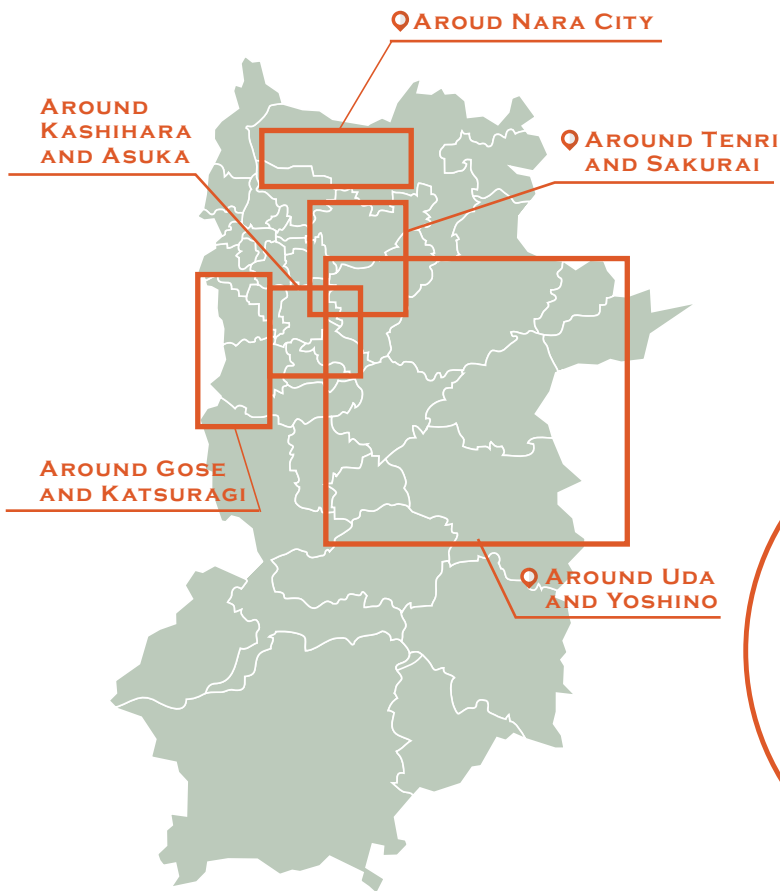 AROUD NARA CITY
AROUND
KASHIHARA
AND ASUKA
AROUND TENRI
AND SAKURAI
AROUND GOSE
AND KATSURAGI
AROUND UDA
AND YOSHINO